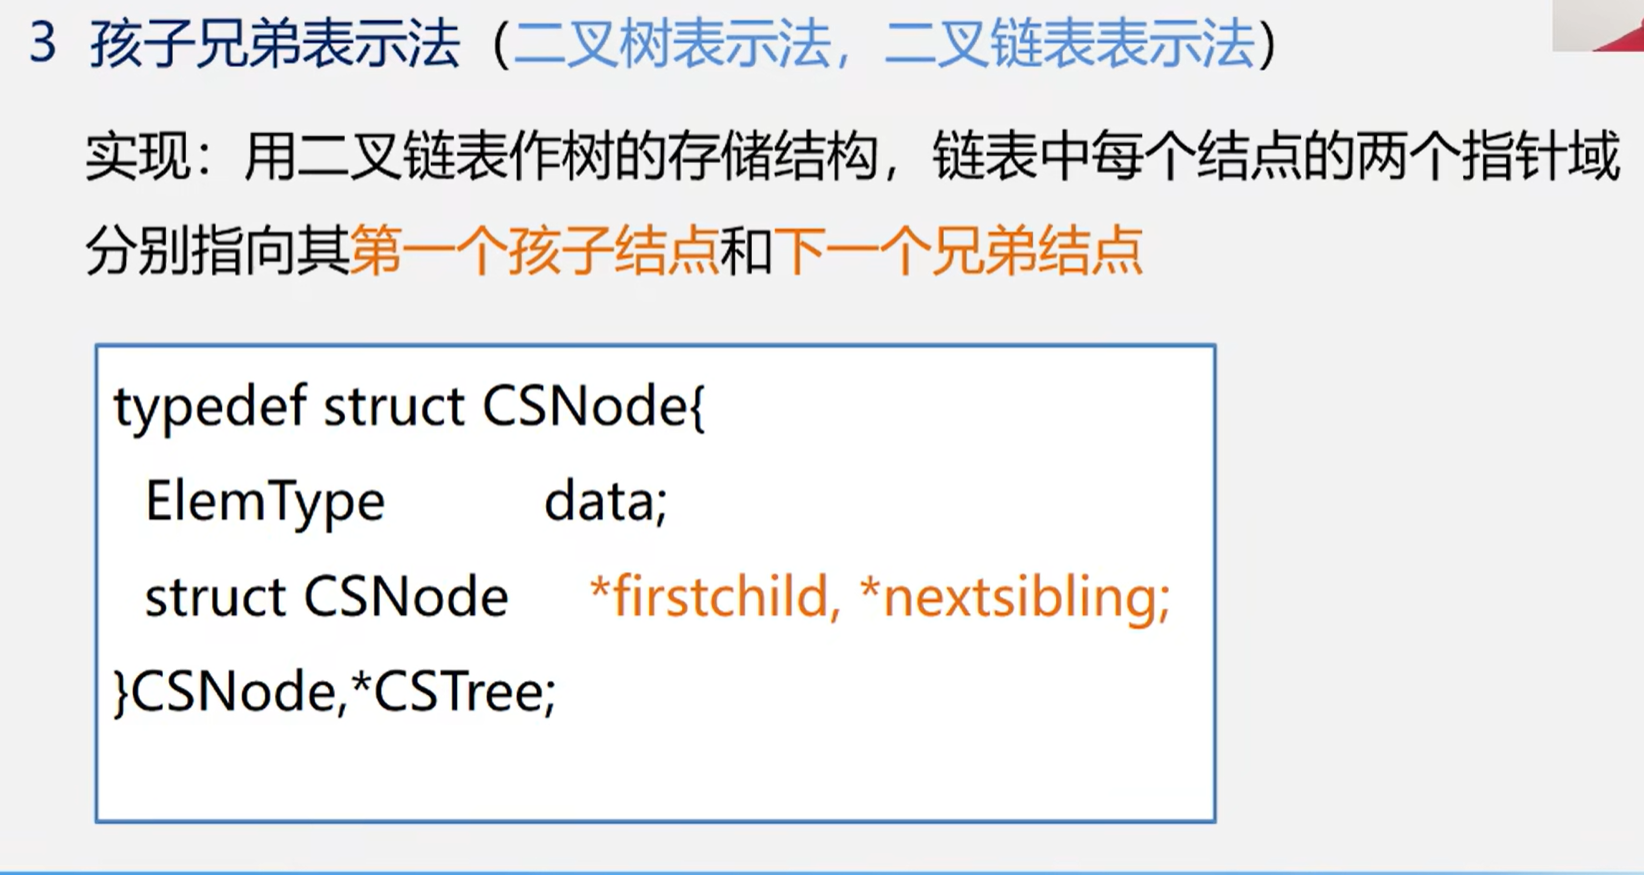 3 孩子兄弟表示法（二叉树表示法，二叉链表表示法）
实现：用二叉链表作树的存储结构，链表中每个结点的两个指针域
分别指向其第一个孩子结点和下一个兄弟结点
typedef struct CSNode{
ElemType data;
struct CSNode *firstchild, *nextsibling;
}CSNode,*CSTree;